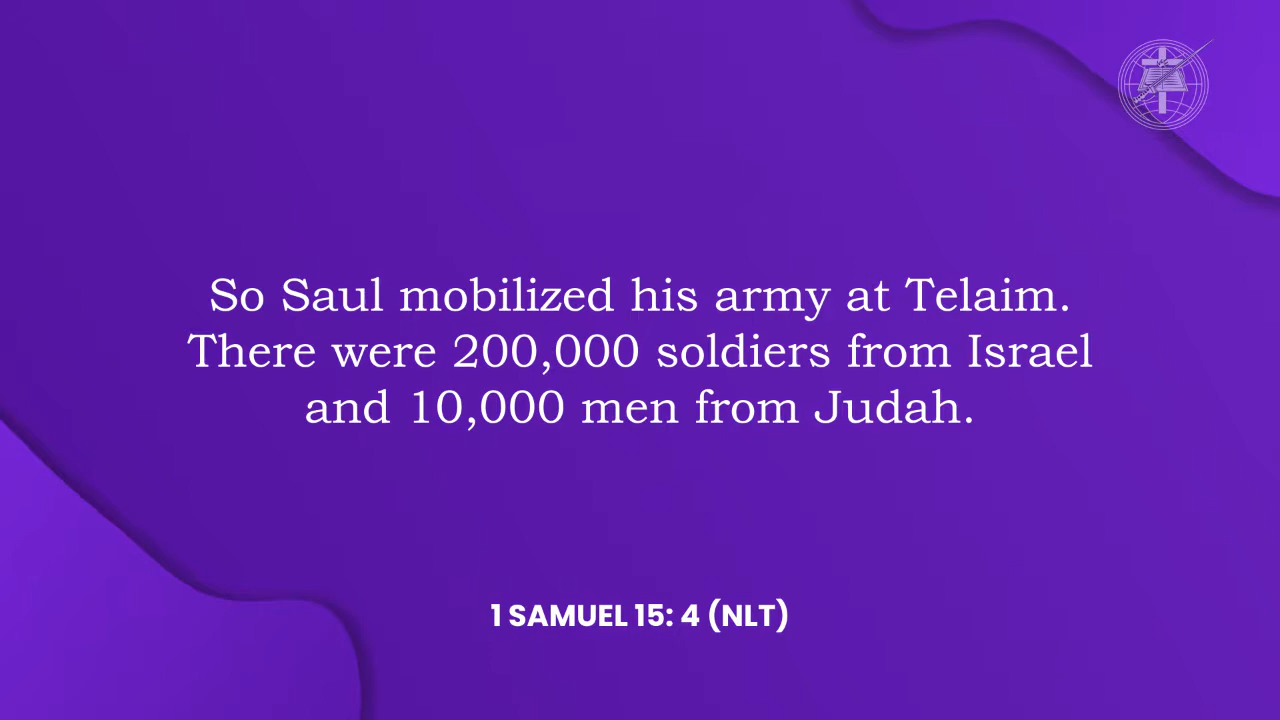 So Saul mobilized his army at Telaim.
There were 200,000 soldiers from Israel
and 10,000 men from Judah.
1 SAMUEL 15: 4 (NLT)